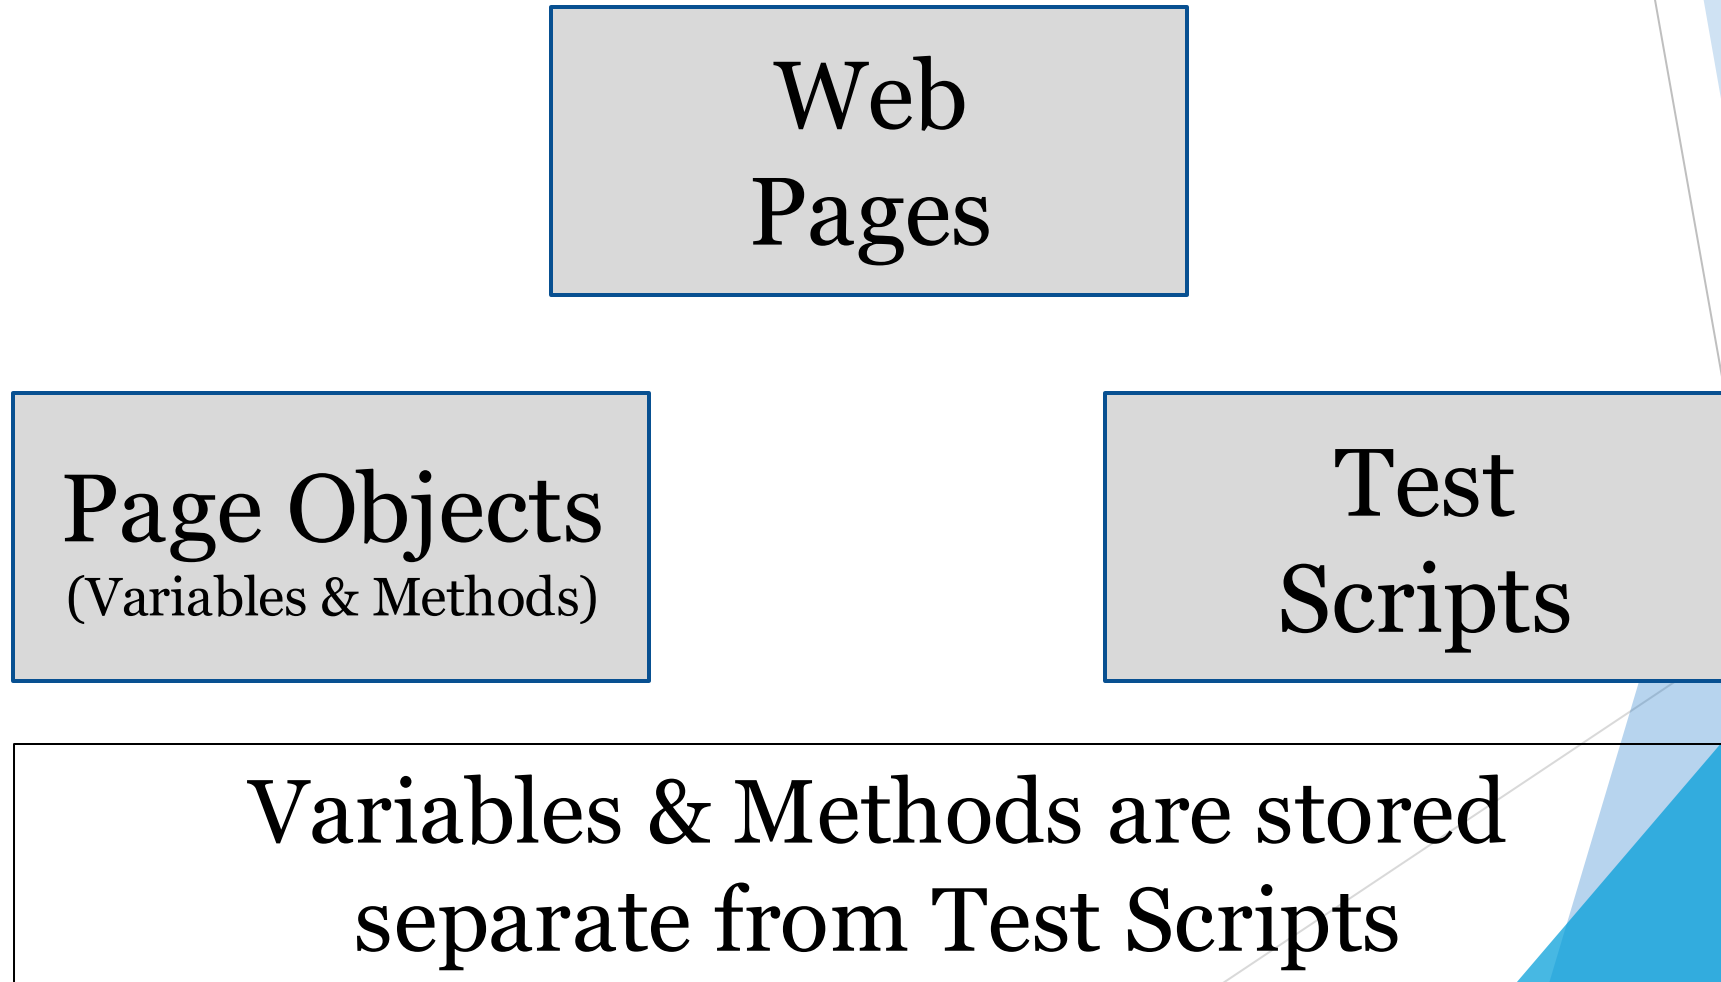 Web
Pages
Page Objects
(Variables & Methods)
Test
Scripts
Variables & Methods are stored
separate from Test Scripts